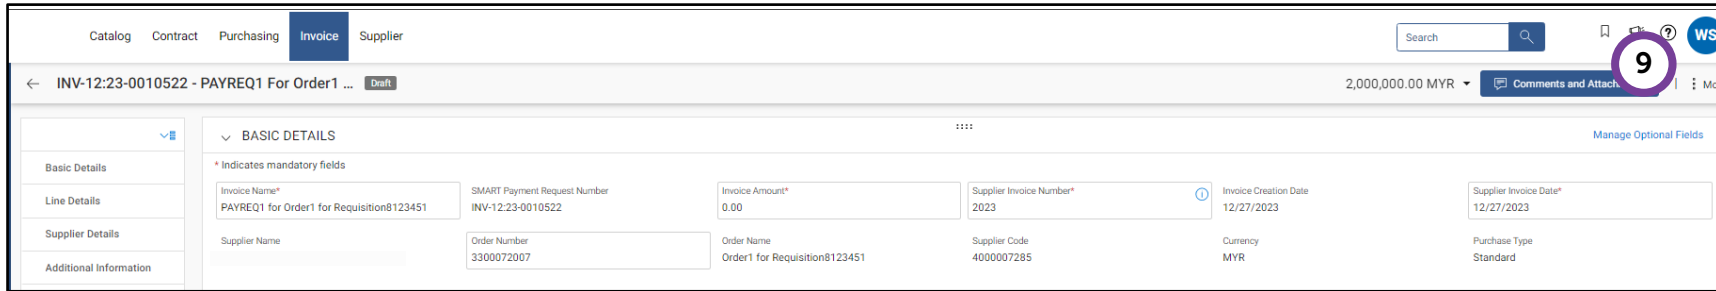 Catalog Contract Purchasing Invoice Supplier Search ? WS
INV-12:23-0010522 - PAYREQ1 For Order1 ... Draft 2,000,000.00 MYR Comments and 9
BASIC DETAILS Manage Optional Fields
* Indicates mandatory fields
Basic Details
Line Details
Supplier Details
Additional Information
Invoice Name* SMART Payment Request Number Invoice Amount* Supplier Invoice Number* Invoice Creation Date Supplier Invoice Date*
PAYREQ1 for Order1 for Requisition8123451 INV-12:23-0010522 0.00 2023 12/27/2023 12/27/2023
Supplier Name Order Number Order Name Supplier Code Currency Purchase Type
3300072007 Order1 for Requisition8123451 4000007285 MYR Standard